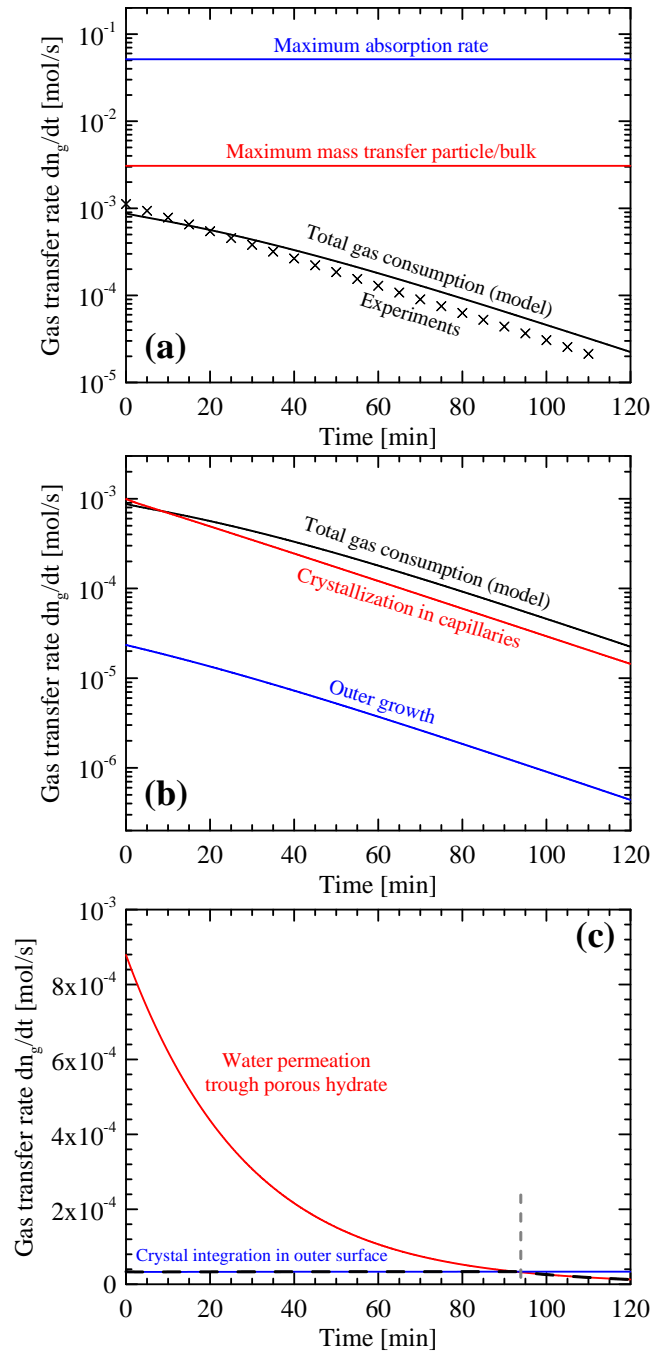 Gas transfer rate dn_g/dt [mol/s]
10^-1
10^-2
10^-3
10^-4
10^-5
Maximum absorption rate
Maximum mass transfer particle/bulk
Total gas consumption (model)
Experiments
(a)
0 20 40 60 80 100 120
Time [min]
Gas transfer rate dn_g/dt [mol/s]
10^-3
10^-4
10^-5
10^-6
Total gas consumption (model)
Crystallization in capillaries
Outer growth
(b)
0 20 40 60 80 100 120
Time [min]
Gas transfer rate dn_g/dt [mol/s]
10^-3
8x10^-4
6x10^-4
4x10^-4
2x10^-4
0
(c)
Water permeation
trough porous hydrate
Crystal integration in outer surface
0 20 40 60 80 100 120
Time [min]